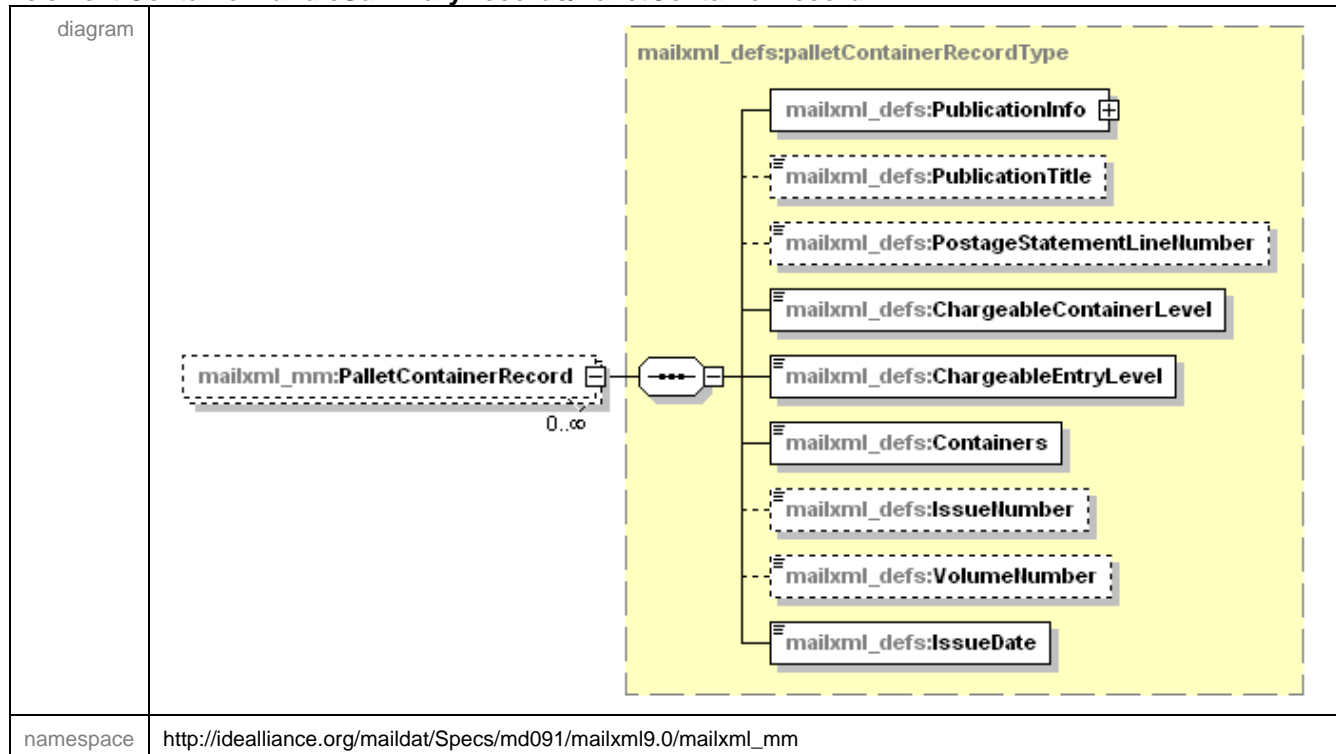 diagram
mailxml_defs:palletContainerRecordType
mailxml_defs:PublicationInfo
mailxml_defs:PublicationTitle
mailxml_defs:PostageStatementLineNumber
mailxml_defs:ChargeableContainerLevel
mailxml_mm:PalletContainerRecord
0..∞
mailxml_defs:ChargeableEntryLevel
mailxml_defs:Containers
mailxml_defs:IssueNumber
mailxml_defs:VolumeNumber
mailxml_defs:IssueDate
namespace http://idealliance.org/maildat/Specs/md091/mailxml9.0/mailxml_mm